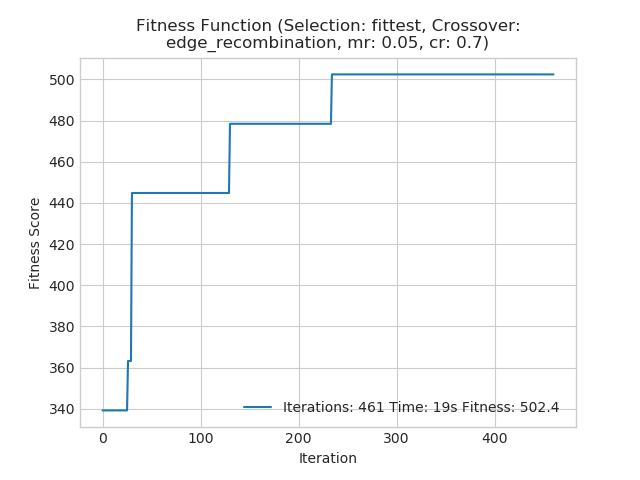 Fitness Function (Selection: fittest, Crossover:
edge_recombination, mr: 0.05, cr: 0.7)
Fitness Score
500
480
460
440
420
400
380
360
340
Iterations: 461 Time: 19s Fitness: 502.4
0 100 200 300 400
Iteration